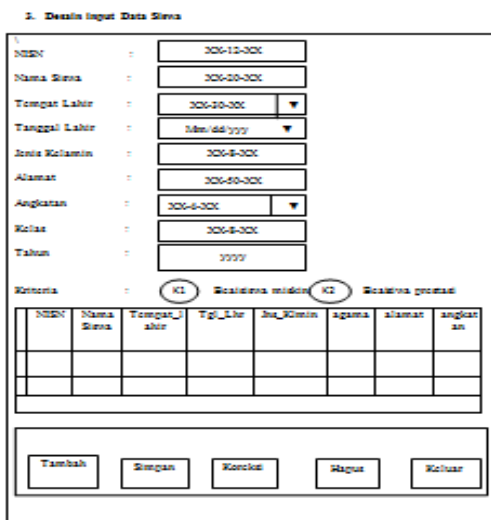 3. Desain input Data Siswa
NISN : XX-12-XX
Nama Siswa : XX-20-XX
Tempat Lahir : XX-30-XX
Tanggal Lahir : Mm/dd/yyy
Jenis Kelamin : XX-8-XX
Alamat : XX-50-XX
Angkatan : XX-4-XX
Kelas : XX-8-XX
Tahun : yyyy
Kriteria : K1 Beasiswa miskin K2 Beasiswa prestasi
NISN Nama Siswa Tempat_lahir Tgl_Lhr Jns_Klmin agama alamat angkatan
Tambah Simpan Koreksi Hapus Keluar